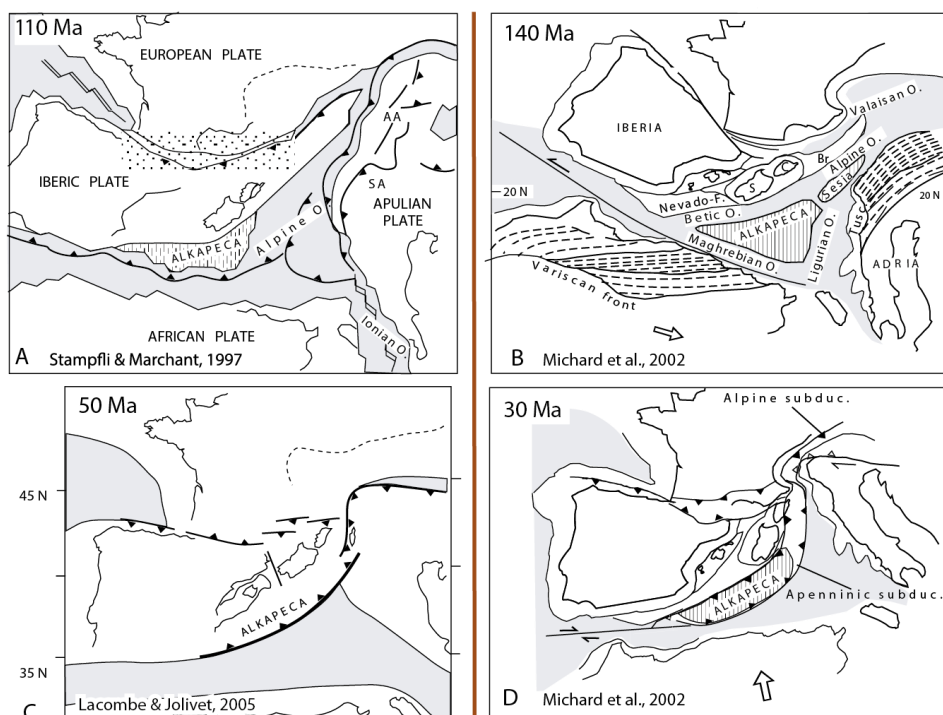 110 Ma
EUROPEAN PLATE
AA
IBERIC PLATE
SA
APULIAN
PLATE
ALKAPECA
Alpine O.
Ionian O.
AFRICAN PLATE
A
Stampfli & Marchant, 1997
140 Ma
IBERIA
Valaisan O.
Br
Alpine O.
C
S
Sesia
20 N
20 N
Nevado-F.
Betic O.
ALKAPECA
Tusc
Maghrebian O.
Ligurian O.
ADRIA
Variscan front
B
Michard et al., 2002
50 Ma
45 N
ALKAPECA
35 N
C
Lacombe & Jolivet, 2005
30 Ma
Alpine subduc.
ALKAPECA
Apenninic subduc.
D
Michard et al., 2002